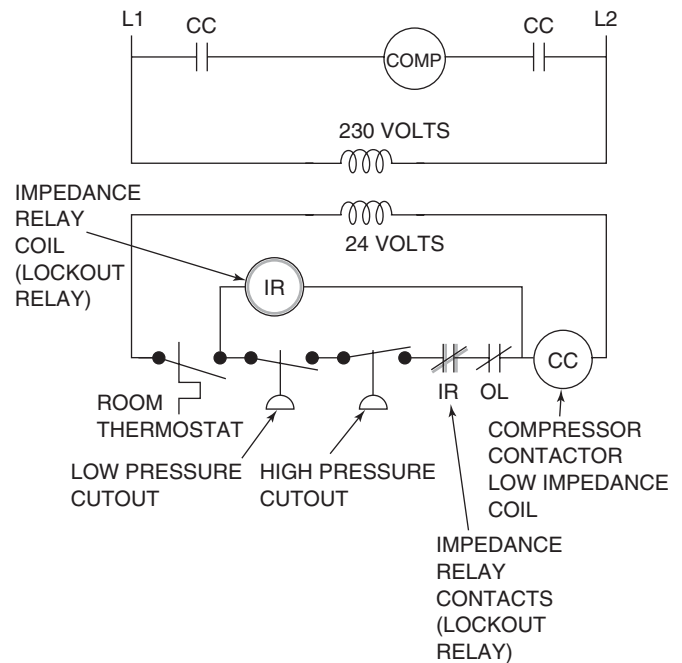 L1
L2
CC
CC
COMP
230 VOLTS
IMPEDANCE
RELAY
COIL
(LOCKOUT
RELAY)
24 VOLTS
IR
CC
IR
OL
ROOM
THERMOSTAT
LOW PRESSURE
CUTOUT
HIGH PRESSURE
CUTOUT
COMPRESSOR
CONTACTOR
LOW IMPEDANCE
COIL
IMPEDANCE
RELAY
CONTACTS
(LOCKOUT
RELAY)